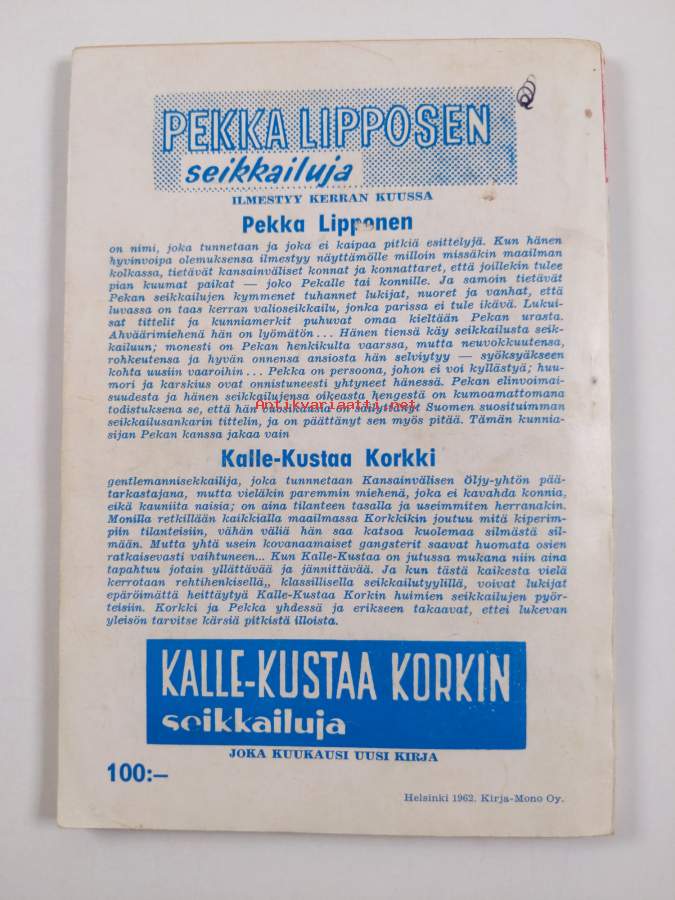 PEKKA LIPPOSEN
seikkailuja
ILMESTYY KERRAN KUUSSA
Pekka Lipponen
on nimi, joka tunnetaan ja joka ei kaipaa pitkiä esittelyjä. Kun hänen
hyvinvoipa olemuksensa ilmestyy näyttämölle milloin missäkin maailman
kolkassa, tietävät kansainväliset konnat ja konnattaret, että joillekin tulee
pian kuumat paikat — joko Pekalle tai konnille. Ja samoin tietävät
Pekan seikkailujen kymmenet tuhannet lukijat, nuoret ja vanhat, että
luvassa on taas kerran valioseikkailu, jonka parissa ei tule ikävä. Lukui-
sat tittelit ja kunniamerkit puhuvat omaa kieltään Pekan urasta.
Ahväärimiehenä hän on lyömätön... Hänen tiensä käy seikkailusta seik-
kailuun; monesti on Pekan henkikulta vaarssa, mutta neuvokkuutensa,
rohkeutensa ja hyvän onnensa ansiosta hän selviytyy — syöksyäkseen
kohta uusiin vaaroihin... Pekka on persoona, johon ei voi kyllästyä; huu-
mori ja karskius ovat onnistuneesti yhtyneet hänessä. Pekan elinvoimai-
suudesta ja hänen seikkailujensa oikeasta hengestä on kumoamattomana
todistuksena se, että hän vuosikausia on säilyttänyt Suomen suosituimman
seikkailusankarin tittelin, ja on päättänyt sen myös pitää. Tämän kunnia-
sijan Pekan kanssa jakaa vain
Antikvariaatti.net
Kalle-Kustaa Korkki
gentlemannisekkailija, joka tunnnetaan Kansainvälisen Öljy-yhtön pää-
tarkastajana, mutta vieläkin paremmin miehenä, joka ei kavahda konnia,
eikä kauniita naisia; on aina tilanteen tasalla ja useimmiten herranakin.
Monilla retkillään kaikkialla maailmassa Korkkikin joutuu mitä kiperim-
piin tilanteisiin, vähän väliä hän saa katsoa kuolemaa silmästä sil-
mään. Mutta yhtä usein kovanaamaiset gangsterit saavat huomata osien
ratkaisevasti vaihtuneen... Kun Kalle-Kustaa on jutussa mukana niin aina
tapahtuu jotain yllättävää ja jännittävää. Ja kun tästä kaikesta vielä
kerrotaan rehtihenkisellä,, klassillisella seikkailutyylillä, voivat lukijat
epäröimättä heittäytyä Kalle-Kustaa Korkin huimien seikkailujen pyör-
teisiin. Korkki ja Pekka yhdessä ja erikseen takaavat, ettei lukevan
yleisön tarvitse kärsiä pitkistä illoista.
KALLE-KUSTAA KORKIN
seikkailuja
JOKA KUUKAUSI UUSI KIRJA
100:—
Helsinki 1962. Kirja-Mono Oy.